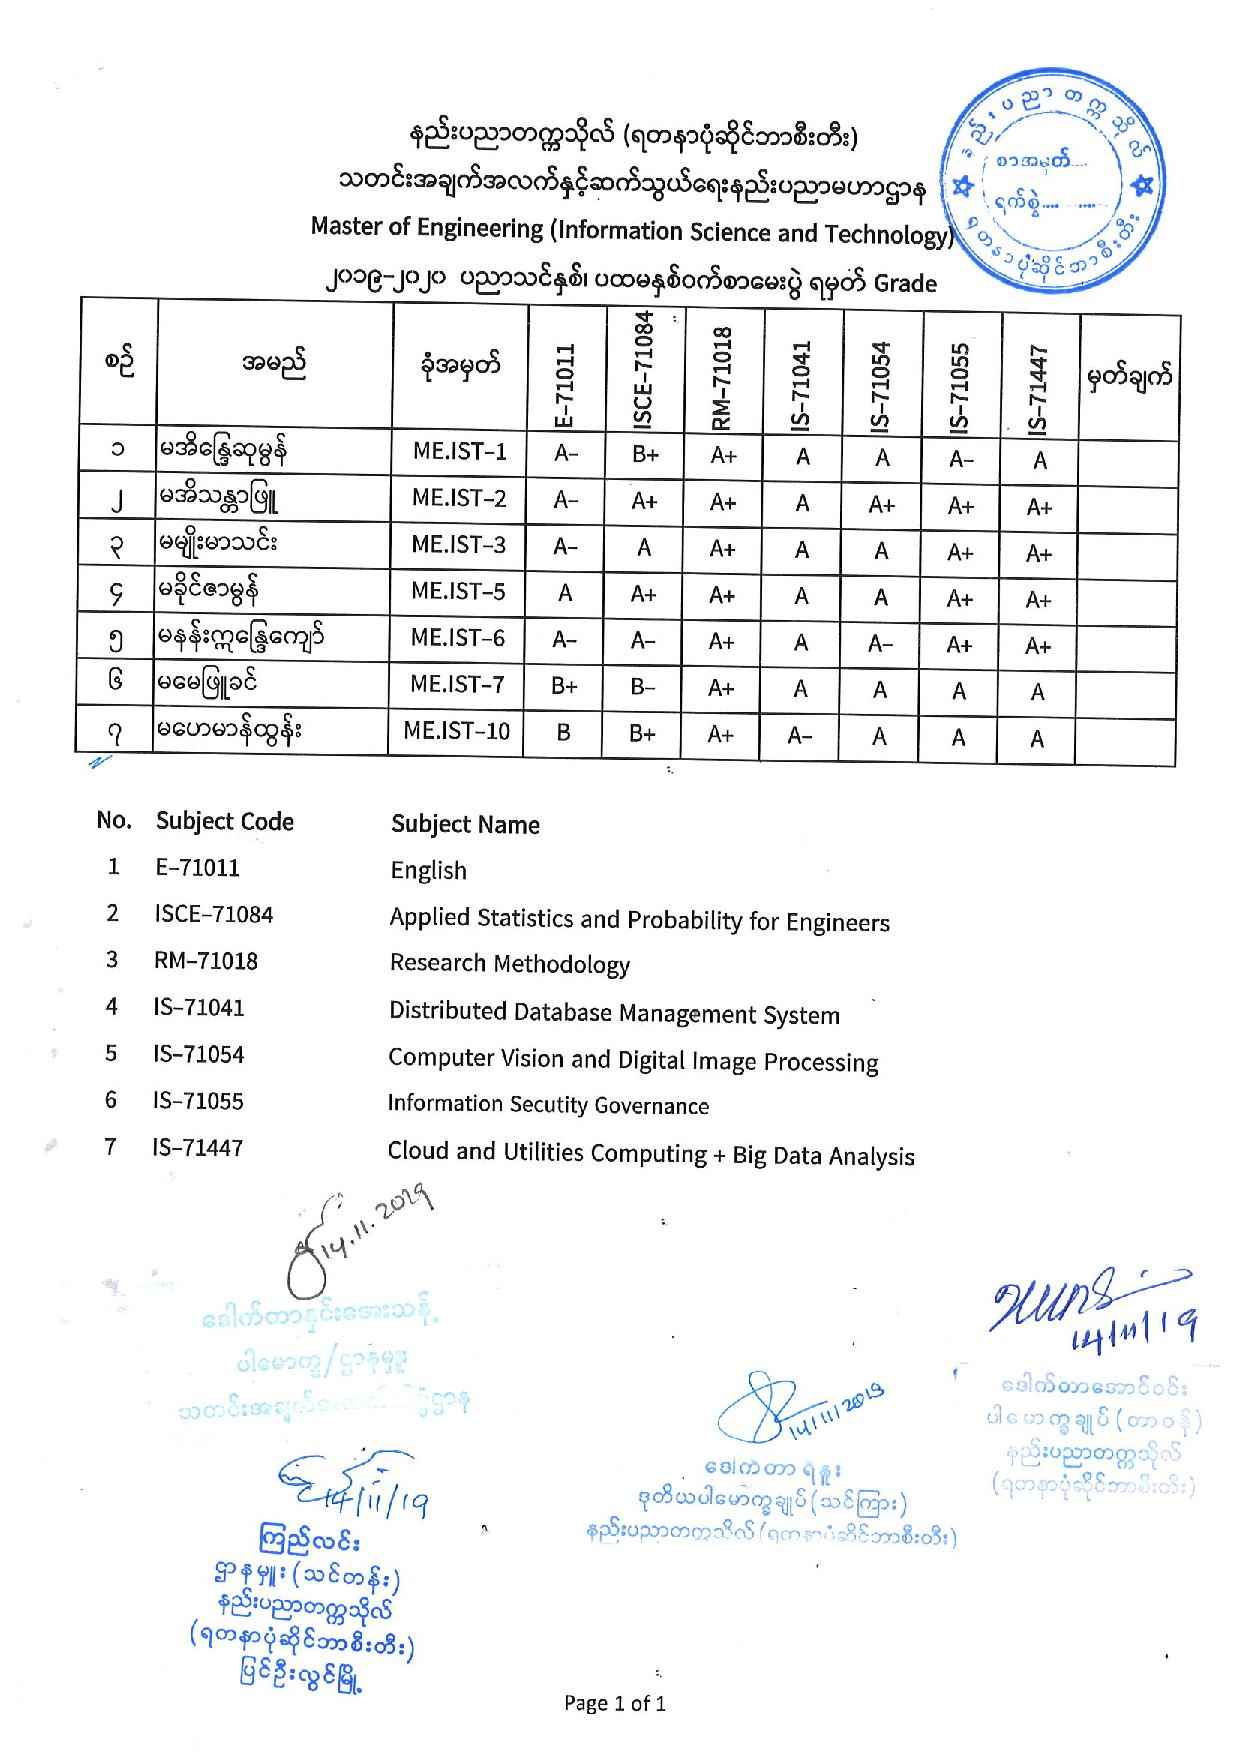 နည်းပညာတက္ကသိုလ် (ရတနာပုံဆိုင်ဘာစီးတီး)
သတင်းအချက်အလက်နှင့်ဆက်သွယ်ရေးနည်းပညာမဟာဌာန
Master of Engineering (Information Science and Technology)
၂၀၁၉-၂၀၂၀ ပညာသင်နှစ်၊ ပထမနှစ်ဝက်စာမေးပွဲ ရမှတ် Grade
နည်းပညာတက္ကသိုလ်
စာအမှတ်....
ရက်စွဲ.... ....
ရတနာပုံဆိုင်ဘာစီးတီး
စဉ် အမည် ခုံအမှတ် E-71011 ISCE-71084 RM-71018 IS-71041 IS-71054 IS-71055 IS-71447 မှတ်ချက်
၁ မအိန္ဒြေဆုမွန် ME.IST-1 A- B+ A+ A A A- A
၂ မအိသန္တာဖြူ ME.IST-2 A- A+ A+ A A+ A+ A+
၃ မမျိုးမာသင်း ME.IST-3 A- A A+ A A A+ A+
၄ မခိုင်ဇာမွန် ME.IST-5 A A+ A+ A A A+ A+
၅ မနန်းဣန္ဒြေကျော် ME.IST-6 A- A- A+ A A- A+ A+
၆ မမေဖြူခင် ME.IST-7 B+ B- A+ A A A A
၇ မဟေမာန်ထွန်း ME.IST-10 B B+ A+ A- A A A
No. Subject Code Subject Name
1 E-71011 English
2 ISCE-71084 Applied Statistics and Probability for Engineers
3 RM-71018 Research Methodology
4 IS-71041 Distributed Database Management System
5 IS-71054 Computer Vision and Digital Image Processing
6 IS-71055 Information Secutity Governance
7 IS-71447 Cloud and Utilities Computing + Big Data Analysis
14.11.2019
ဒေါက်တာနှင်းအေးသန့်
ပါမောက္ခ/ဌာနမှူး
14/11/19
ကြည်လင်း
ဌာနမှူး (သင်တန်း)
နည်းပညာတက္ကသိုလ်
(ရတနာပုံဆိုင်ဘာစီးတီး)
ပြင်ဦးလွင်မြို့
14/11/2019
ဒေါက်တာ ရီနူး
ဒုတိယပါမောက္ခချုပ် (သင်ကြား)
နည်းပညာတက္ကသိုလ် (ရတနာပုံဆိုင်ဘာစီးတီး)
14/11/19
ဒေါက်တာအောင်ဝင်း
ပါမောက္ခချုပ် (တာဝန်)
နည်းပညာတက္ကသိုလ်
(ရတနာပုံဆိုင်ဘာစီးတီး)
Page 1 of 1